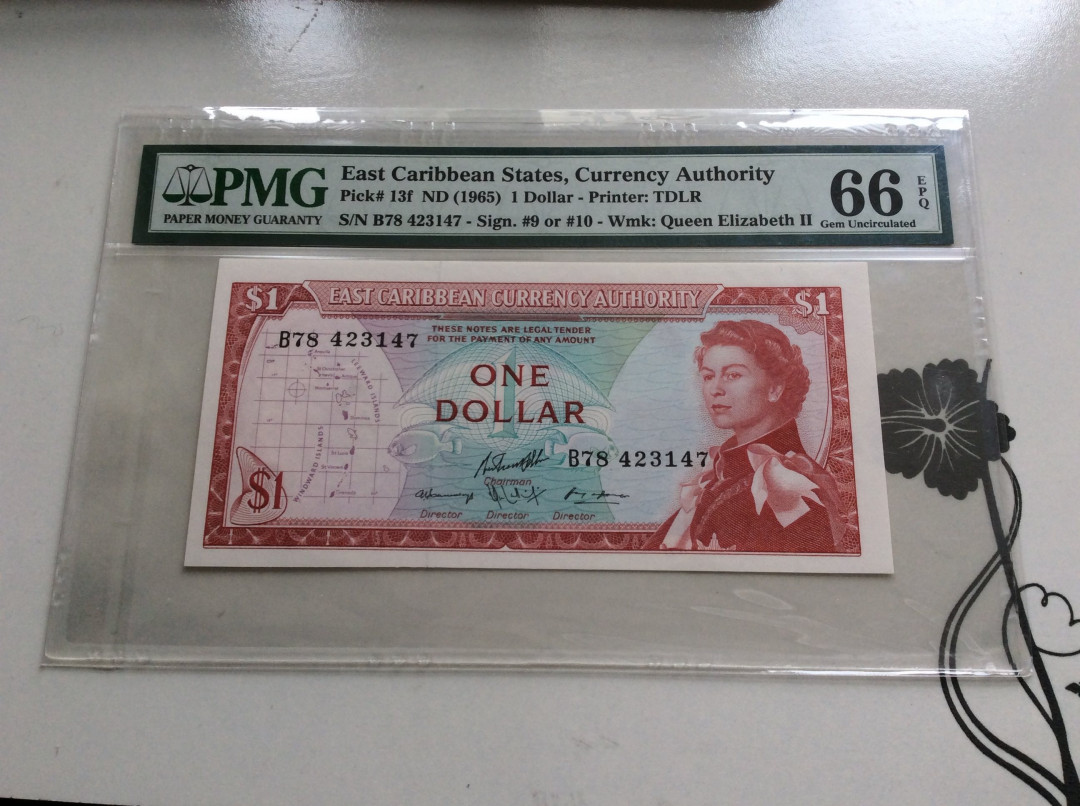 PMG
PAPER MONEY GUARANTY
East Caribbean States, Currency Authority
Pick# 13f ND (1965) 1 Dollar - Printer: TDLR
S/N B78 423147 - Sign. #9 or #10 - Wmk: Queen Elizabeth II
66
EPQ
Gem Uncirculated
$1
EAST CARIBBEAN CURRENCY AUTHORITY
$1
THESE NOTES ARE LEGAL TENDER
FOR THE PAYMENT OF ANY AMOUNT
B78 423147
1
ONE
DOLLAR
LEEWARD ISLANDS
WINDWARD ISLANDS
B78 423147
$1
Chairman
Director Director Director